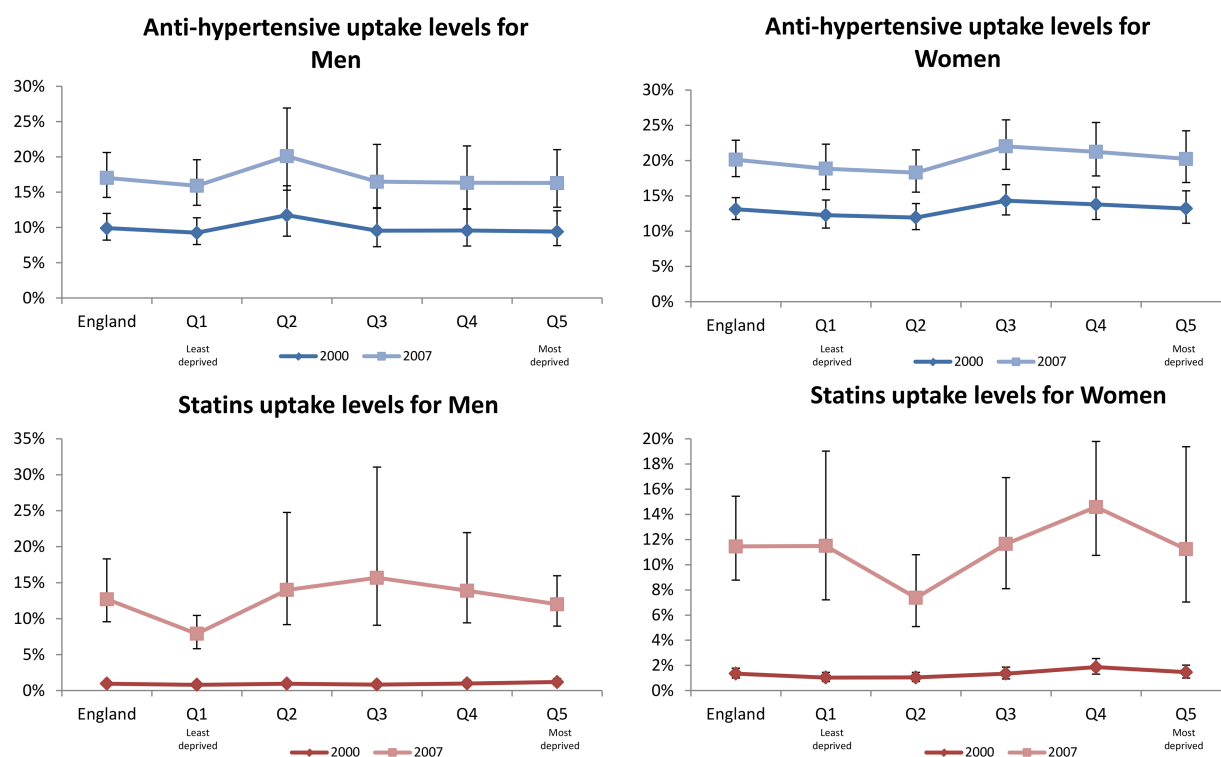 Anti-hypertensive uptake levels for
Men
30%
25%
20%
15%
10%
5%
0%
England Q1 Q2 Q3 Q4 Q5
Least
deprived
Most
deprived
2000 2007
Anti-hypertensive uptake levels for
Women
30%
25%
20%
15%
10%
5%
0%
England Q1 Q2 Q3 Q4 Q5
Least
deprived
Most
deprived
2000 2007
Statins uptake levels for Men
35%
30%
25%
20%
15%
10%
5%
0%
England Q1 Q2 Q3 Q4 Q5
Least
deprived
Most
deprived
2000 2007
Statins uptake levels for Women
20%
18%
16%
14%
12%
10%
8%
6%
4%
2%
0%
England Q1 Q2 Q3 Q4 Q5
Least
deprived
Most
deprived
2000 2007